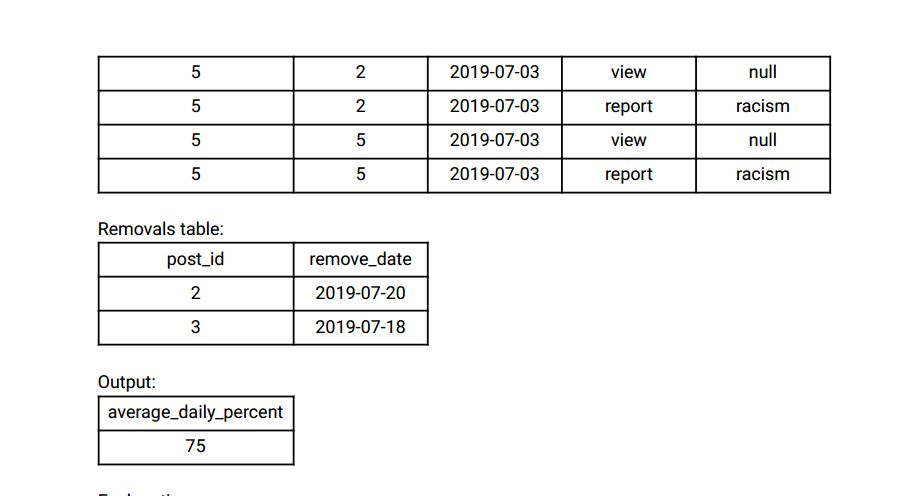 5 2 2019-07-03 view null
5 2 2019-07-03 report racism
5 5 2019-07-03 view null
5 5 2019-07-03 report racism
Removals table:
post_id remove_date
2 2019-07-20
3 2019-07-18
Output:
average_daily_percent
75